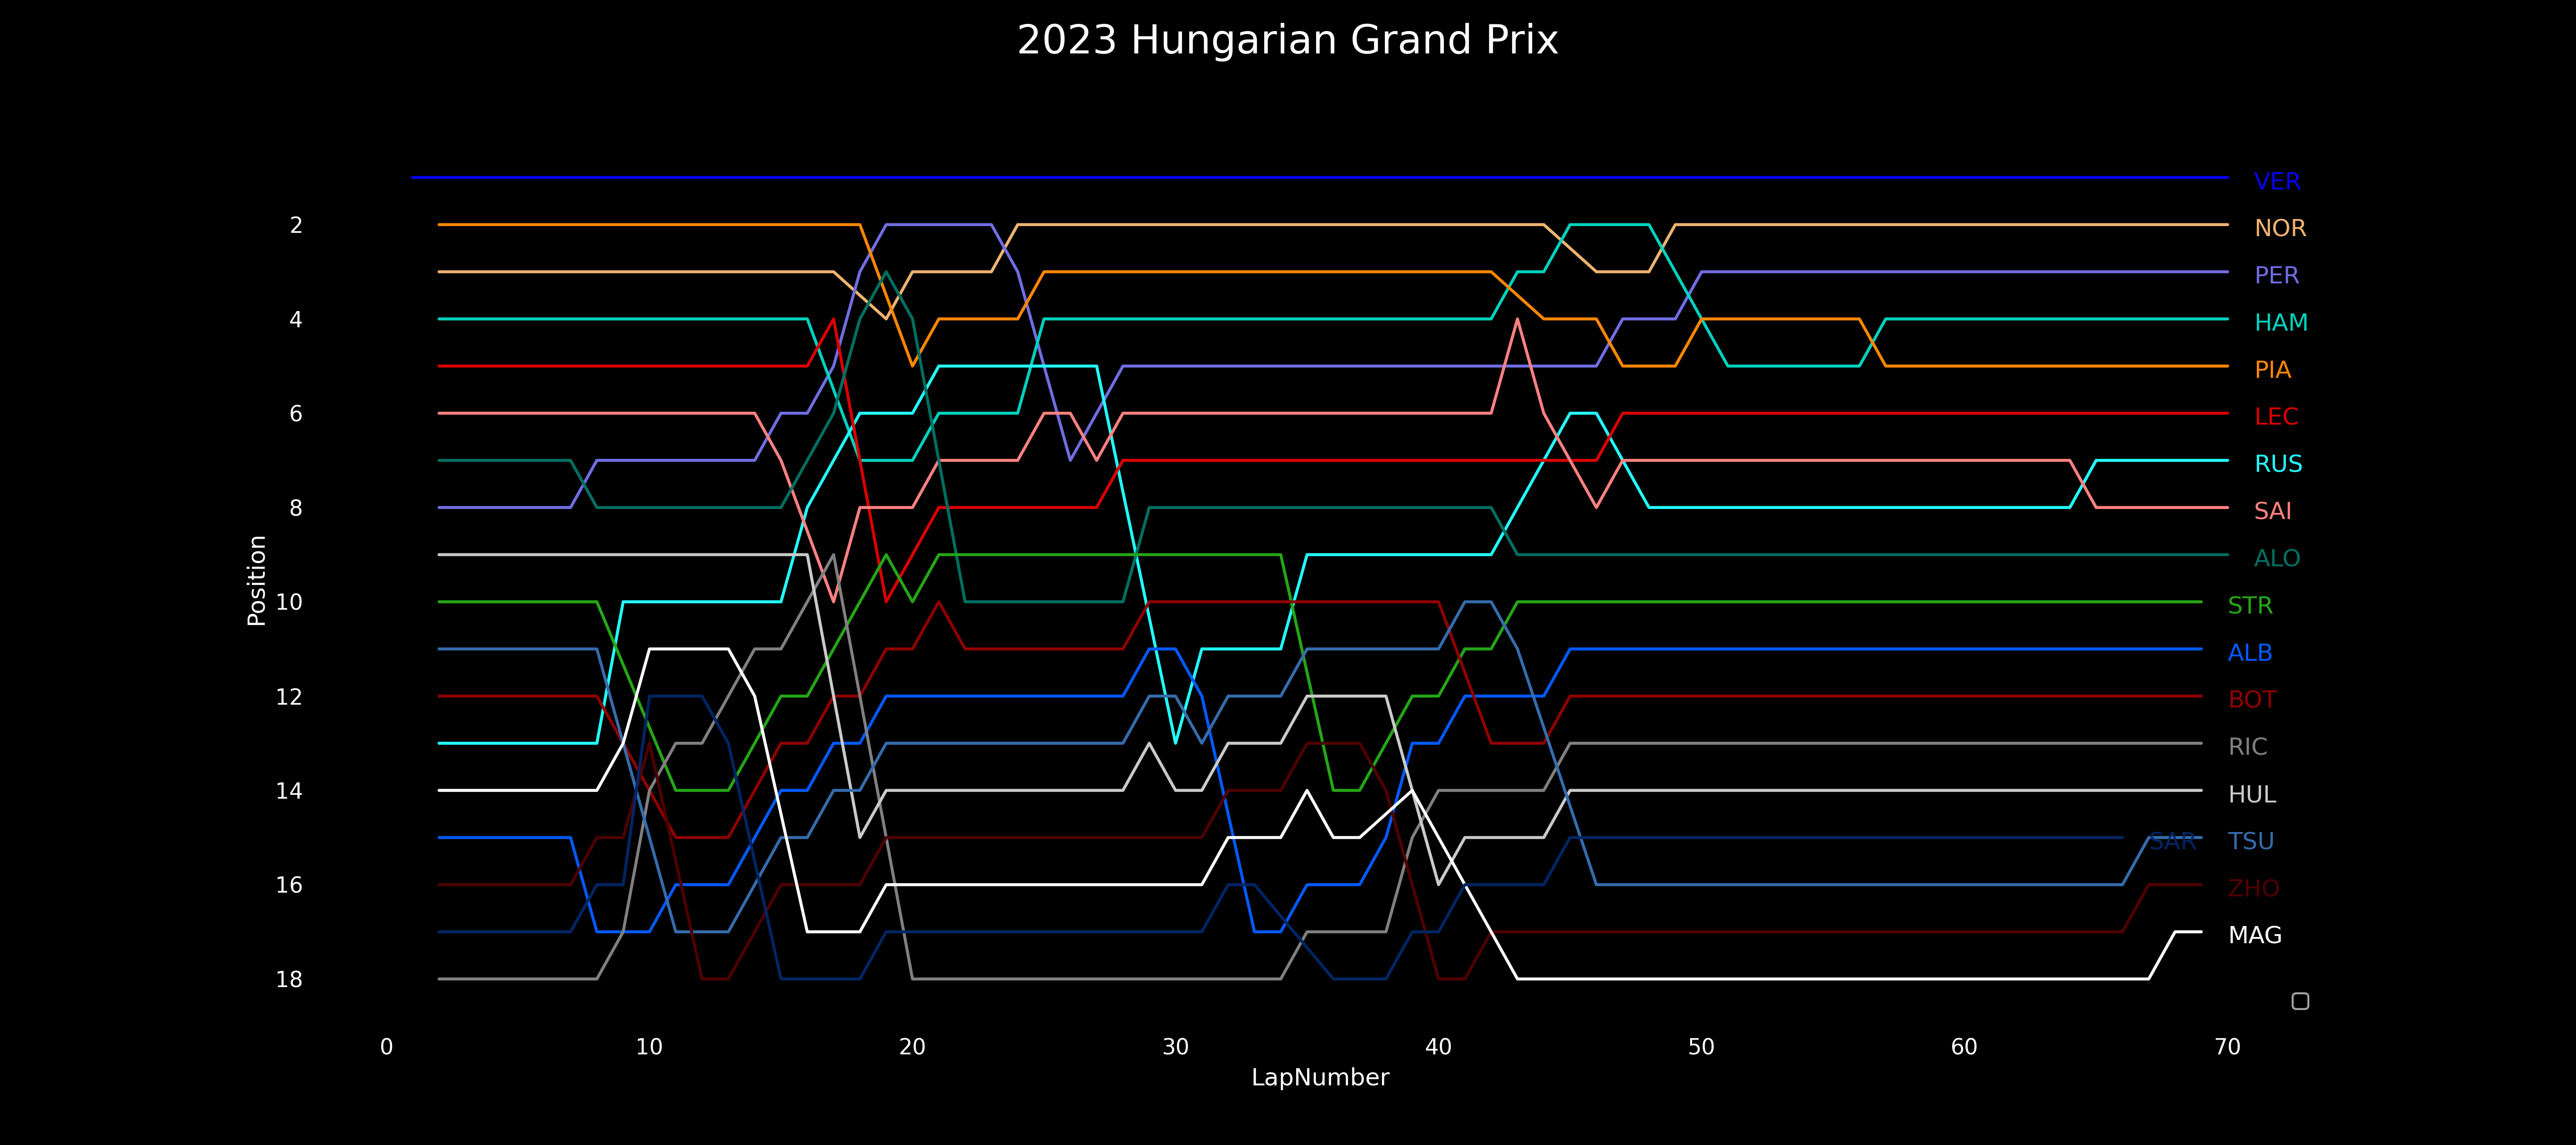 2023 Hungarian Grand Prix
VER
2
NOR
PER
4
HAM
PIA
6
LEC
RUS
8
SAI
ALO
Position
10
STR
ALB
12
BOT
RIC
14
HUL
SAR TSU
16
ZHO
MAG
18
0 10 20 30 40 50 60 70
LapNumber